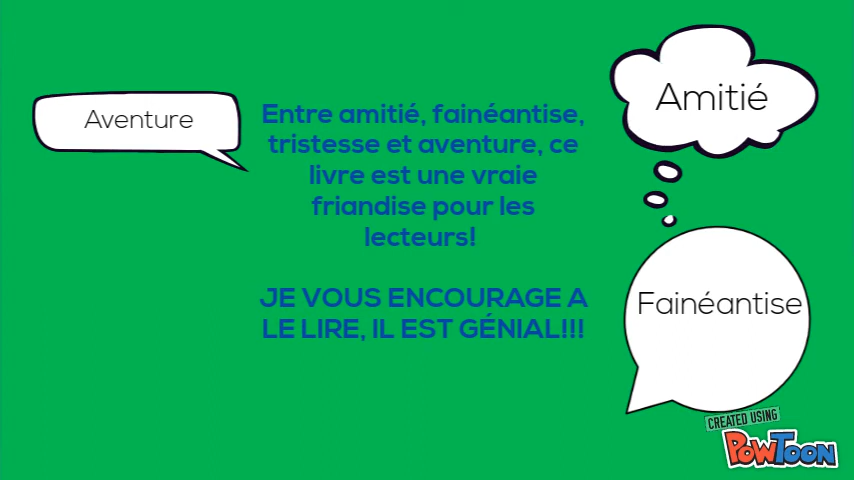 Aventure
Entre amitié, fainéantise,
tristesse et aventure, ce
livre est une vraie
friandise pour les
lecteurs!
JE VOUS ENCOURAGE A
LE LIRE, IL EST GÉNIAL!!!
Amitié
Fainéantise
CREATED USING
POWTOON